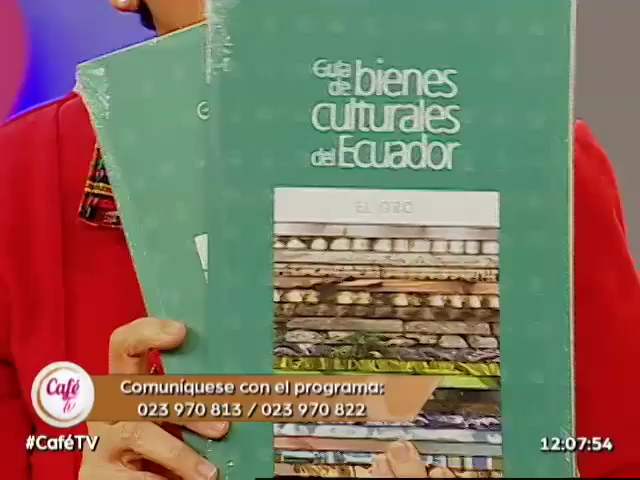 Guía
de bienes
culturales
del Ecuador
EL ORO
Café
tv
Comuníquese con el programa:
023 970 813 / 023 970 822
#CaféTV
12:07:54